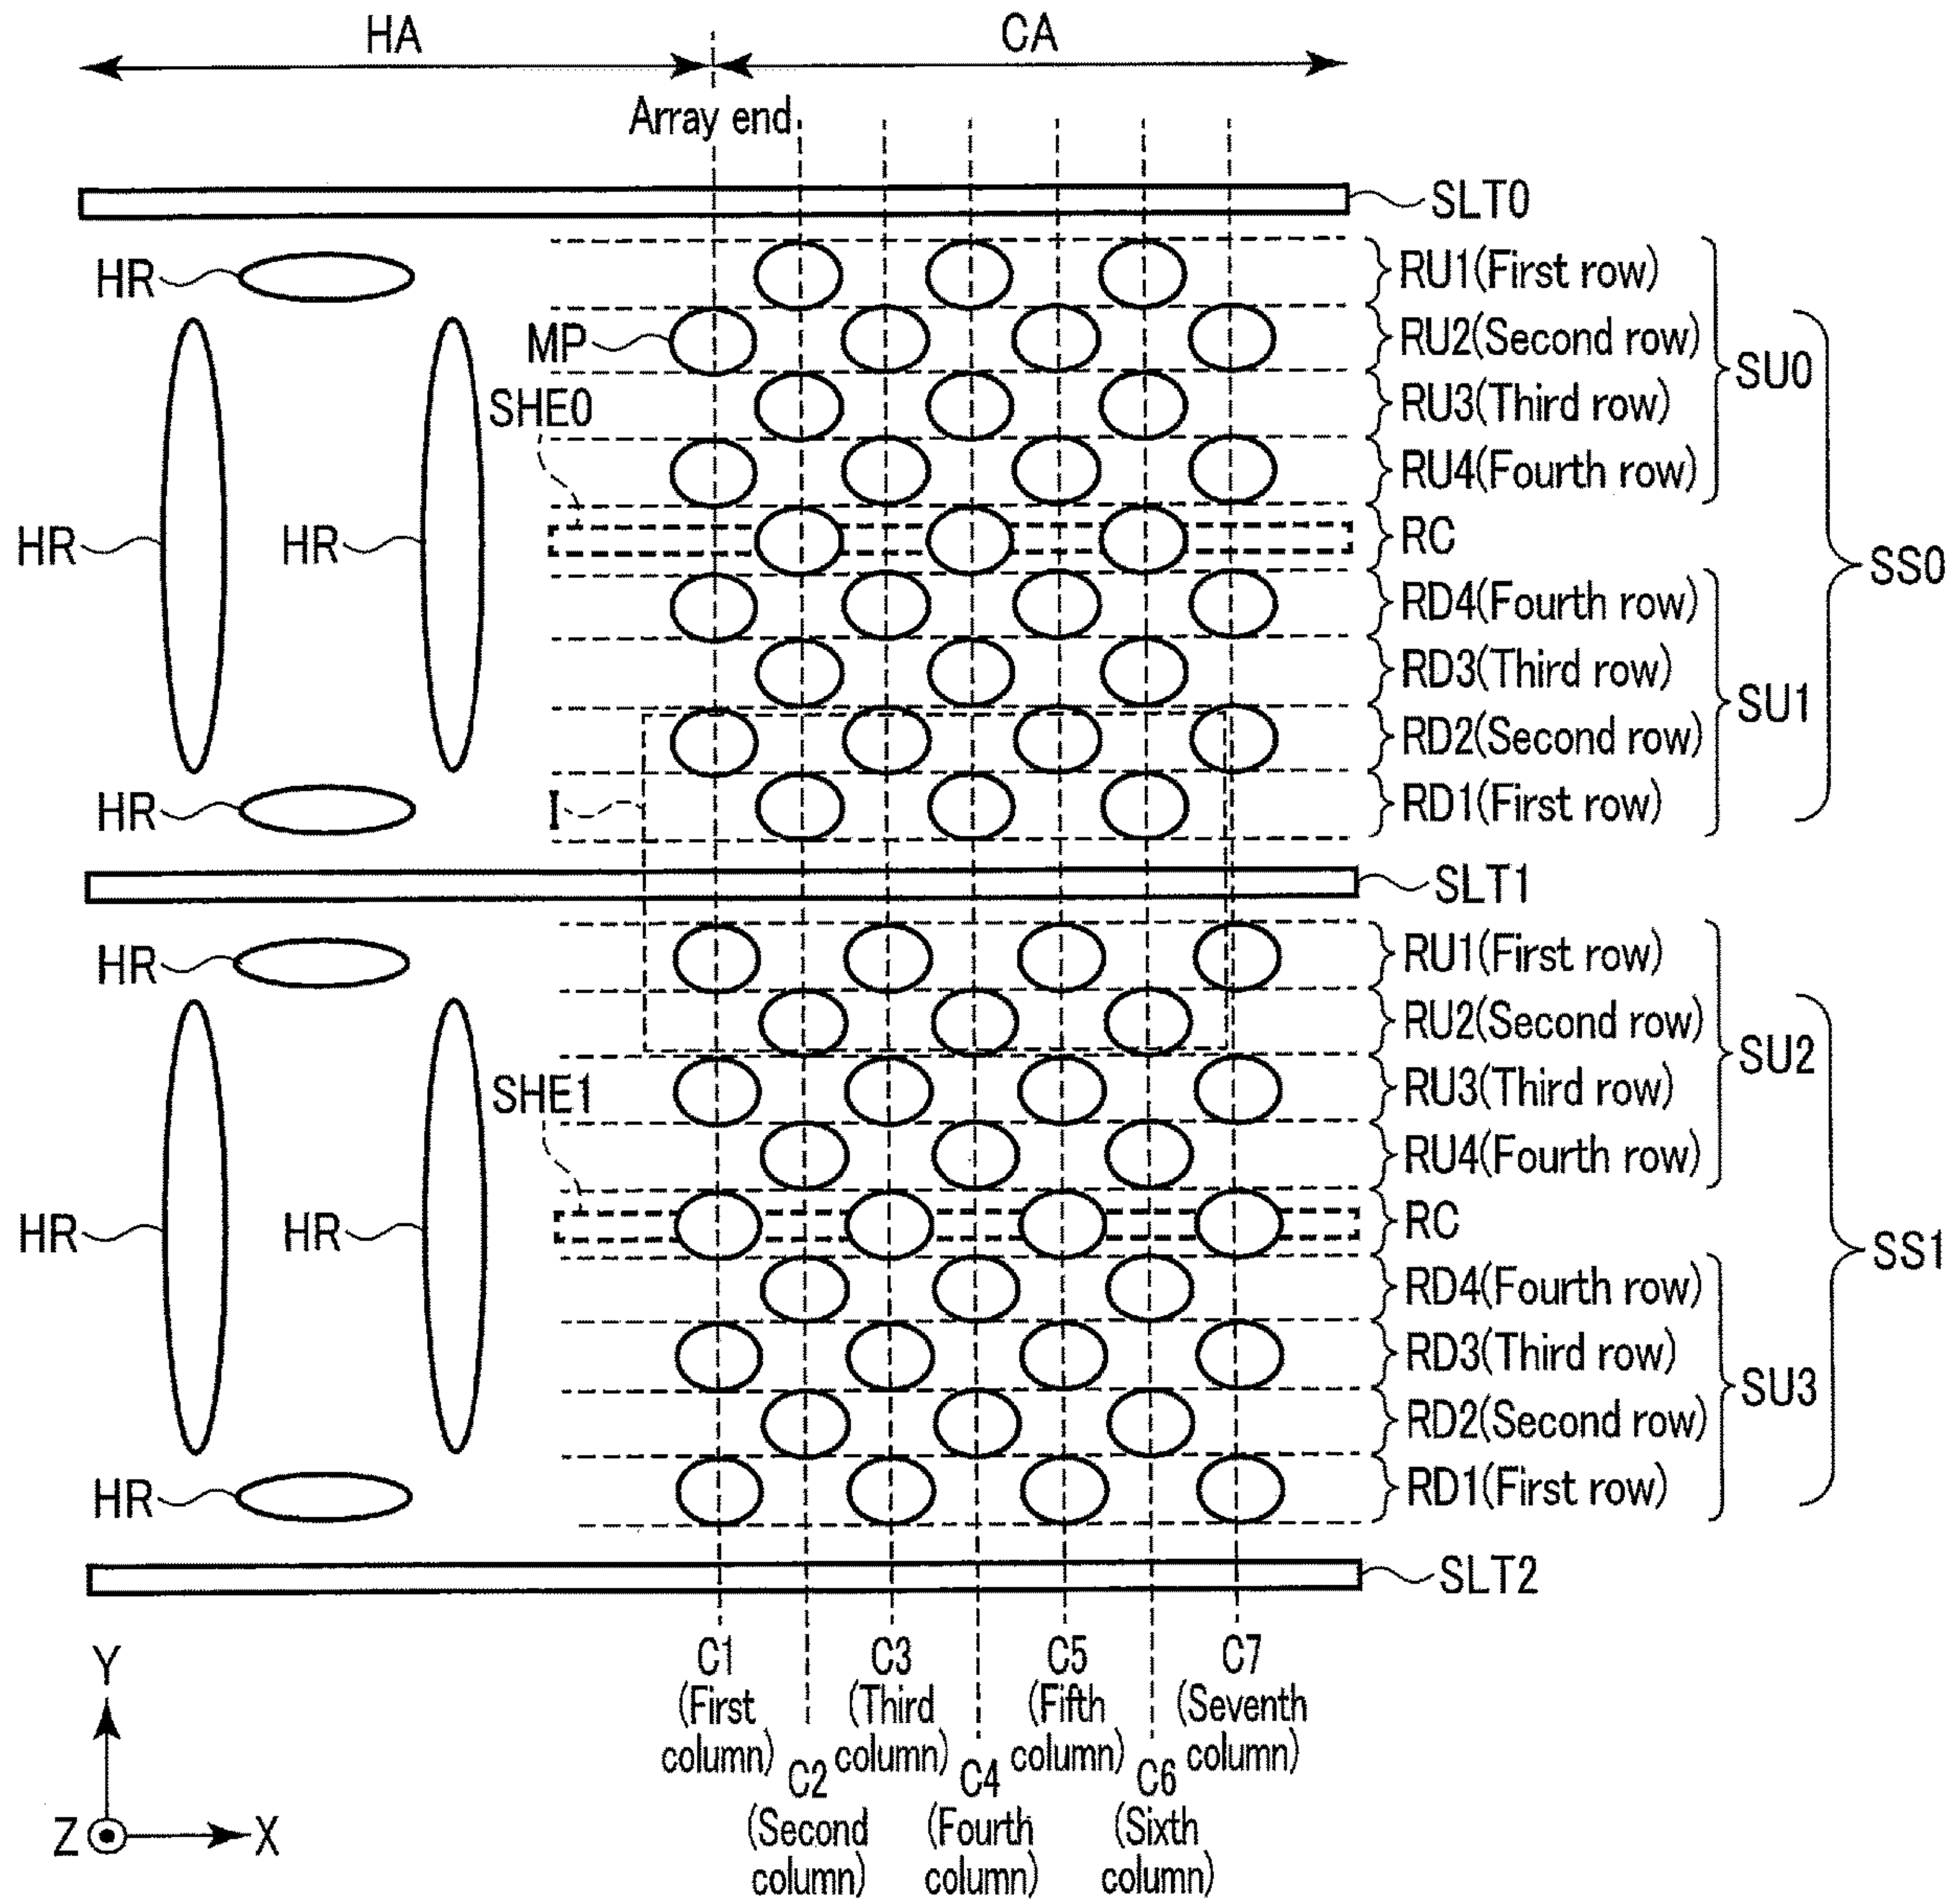 HA
CA
Array end
SLT0
HR
RU1(First row)
MP
RU2(Second row)
SU0
SHE0
RU3(Third row)
RU4(Fourth row)
HR
HR
RC
SS0
RD4(Fourth row)
RD3(Third row)
SU1
RD2(Second row)
HR
I
RD1(First row)
SLT1
HR
RU1(First row)
RU2(Second row)
SU2
SHE1
RU3(Third row)
RU4(Fourth row)
HR
HR
RC
SS1
RD4(Fourth row)
RD3(Third row)
SU3
RD2(Second row)
HR
RD1(First row)
SLT2
Y
Z
X
C1
(First
column)
C2
(Second
column)
C3
(Third
column)
C4
(Fourth
column)
C5
(Fifth
column)
C6
(Sixth
column)
C7
(Seventh
column)